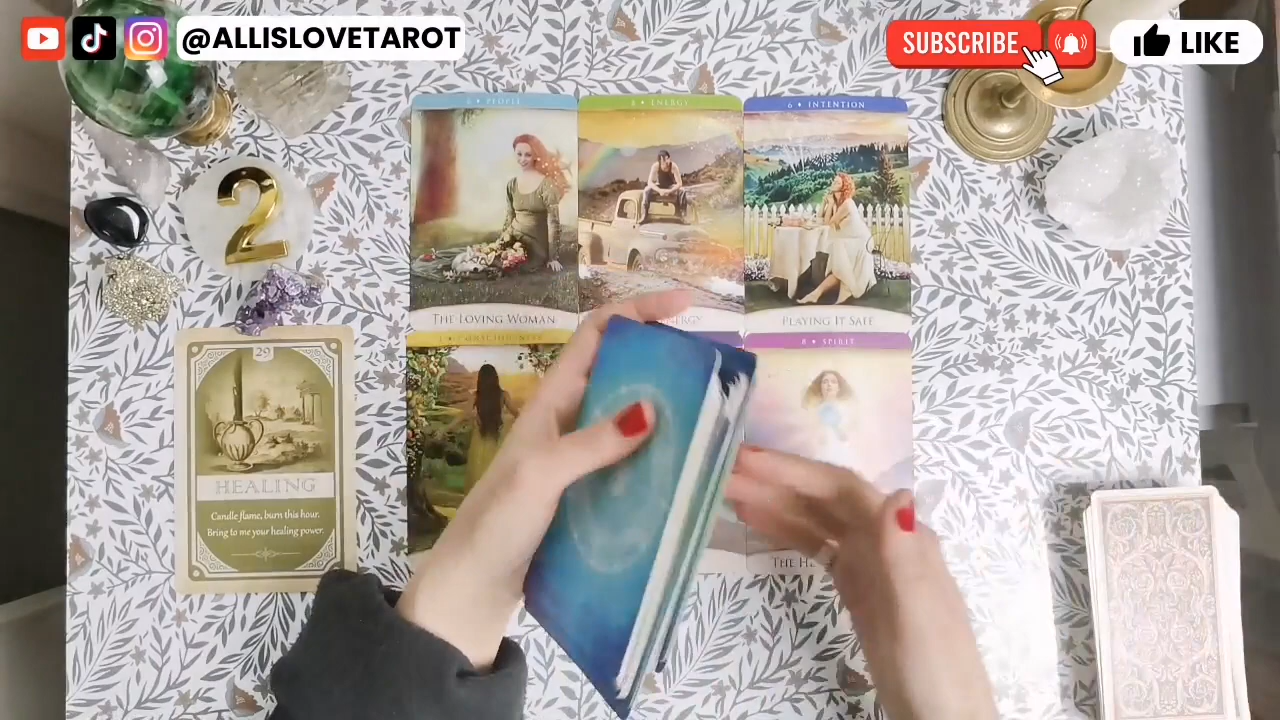 @ALLISLOVETAROT
SUBSCRIBE
LIKE
6 • PEOPLE
8 • ENERGY
6 • INTENTION
2
THE LOVING WOMAN
PLAYING IT SAFE
8 • SPIRIT
29
HEALING
Candle flame, burn this hour.
Bring to me your healing power.